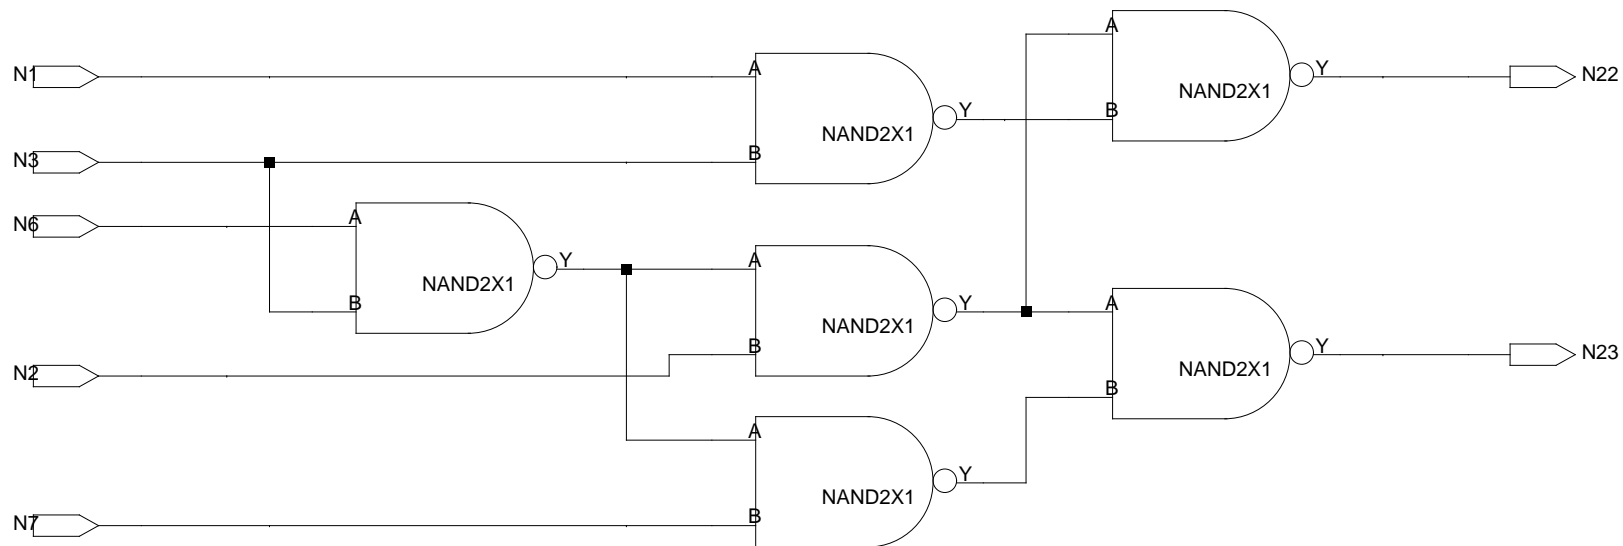 A
N1 A Y N22
NAND2X1
B Y
NAND2X1
N3 B
N6 A
Y A
NAND2X1
B Y A
NAND2X1
B Y N23
N2 NAND2X1
B
A
Y
NAND2X1
N7 B